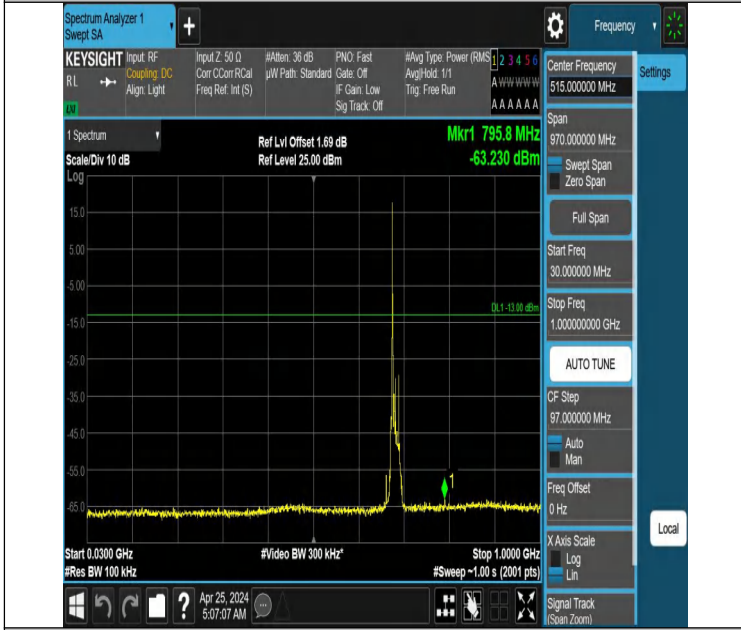 Spectrum Analyzer 1
Swept SA
+
Frequency
KEYSIGHT
RL
Input: RF
Coupling: DC
Align: Light
Input Z: 50 Ω
Corr CCorr RCal
Freq Ref: Int (S)
#Atten: 36 dB
µW Path: Standard
PNO: Fast
Gate: Off
IF Gain: Low
Sig Track: Off
#Avg Type: Power (RMS
Avg|Hold: 1/1
Trig: Free Run
1 2 3 4 5 6
A W W W W W
A A A A A A
1 Spectrum
Scale/Div 10 dB
Ref Lvl Offset 1.69 dB
Ref Level 25.00 dBm
Mkr1 795.8 MHz
-63.230 dBm
Log
15.0
5.00
-5.00
DL1 -13.00 dBm
-15.0
-25.0
-35.0
-45.0
-55.0
-65.0
1
Start 0.0300 GHz
#Res BW 100 kHz
#Video BW 300 kHz*
Stop 1.0000 GHz
#Sweep ~1.00 s (2001 pts)
?
Apr 25, 2024
5:07:07 AM
Center Frequency
515.000000 MHz
Settings
Span
970.000000 MHz
Swept Span
Zero Span
Full Span
Start Freq
30.000000 MHz
Stop Freq
1.000000000 GHz
AUTO TUNE
CF Step
97.000000 MHz
Auto
Man
Freq Offset
0 Hz
X Axis Scale
Log
Lin
Local
Signal Track
(Span Zoom)